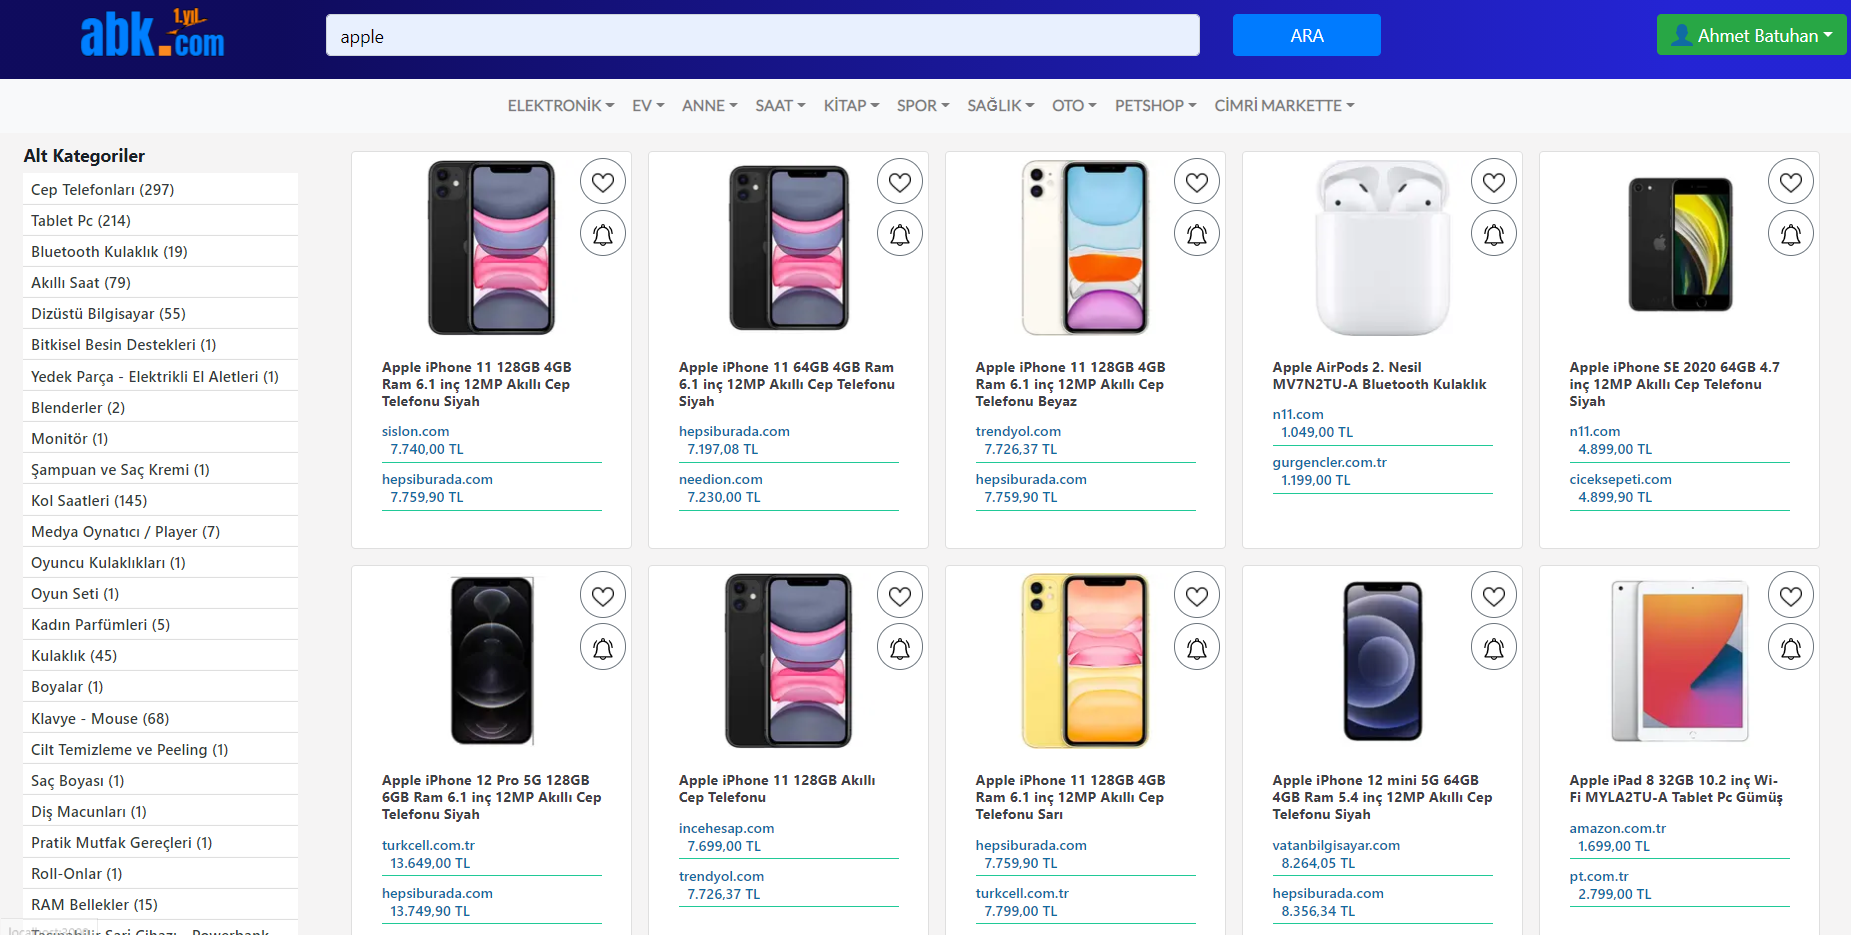 abk.com 1.yıl
apple
ARA
Ahmet Batuhan
ELEKTRONİK EV ANNE SAAT KİTAP SPOR SAĞLIK OTO PETSHOP CİMRİ MARKETTE
Alt Kategoriler
Cep Telefonları (297)
Tablet Pc (214)
Bluetooth Kulaklık (19)
Akıllı Saat (79)
Dizüstü Bilgisayar (55)
Bitkisel Besin Destekleri (1)
Yedek Parça - Elektrikli El Aletleri (1)
Blenderler (2)
Monitör (1)
Şampuan ve Saç Kremi (1)
Kol Saatleri (145)
Medya Oynatıcı / Player (7)
Oyuncu Kulaklıkları (1)
Oyun Seti (1)
Kadın Parfümleri (5)
Kulaklık (45)
Boyalar (1)
Klavye - Mouse (68)
Cilt Temizleme ve Peeling (1)
Saç Boyası (1)
Diş Macunları (1)
Pratik Mutfak Gereçleri (1)
Roll-Onlar (1)
RAM Bellekler (15)
Apple iPhone 11 128GB 4GB
Ram 6.1 inç 12MP Akıllı Cep
Telefonu Siyah
sislon.com
7.740,00 TL
hepsiburada.com
7.759,90 TL
Apple iPhone 11 64GB 4GB Ram
6.1 inç 12MP Akıllı Cep Telefonu
Siyah
hepsiburada.com
7.197,08 TL
needion.com
7.230,00 TL
Apple iPhone 11 128GB 4GB
Ram 6.1 inç 12MP Akıllı Cep
Telefonu Beyaz
trendyol.com
7.726,37 TL
hepsiburada.com
7.759,90 TL
Apple AirPods 2. Nesil
MV7N2TU-A Bluetooth Kulaklık
n11.com
1.049,00 TL
gurgencler.com.tr
1.199,00 TL
Apple iPhone SE 2020 64GB 4.7
inç 12MP Akıllı Cep Telefonu
Siyah
n11.com
4.899,00 TL
ciceksepeti.com
4.899,90 TL
Apple iPhone 12 Pro 5G 128GB
6GB Ram 6.1 inç 12MP Akıllı Cep
Telefonu Siyah
turkcell.com.tr
13.649,00 TL
hepsiburada.com
13.749,90 TL
Apple iPhone 11 128GB Akıllı
Cep Telefonu
incehesap.com
7.699,00 TL
trendyol.com
7.726,37 TL
Apple iPhone 11 128GB 4GB
Ram 6.1 inç 12MP Akıllı Cep
Telefonu Sarı
hepsiburada.com
7.759,90 TL
turkcell.com.tr
7.799,00 TL
Apple iPhone 12 mini 5G 64GB
4GB Ram 5.4 inç 12MP Akıllı Cep
Telefonu Siyah
vatanbilgisayar.com
8.264,05 TL
hepsiburada.com
8.356,34 TL
Apple iPad 8 32GB 10.2 inç Wi-
Fi MYLA2TU-A Tablet Pc Gümüş
amazon.com.tr
1.699,00 TL
pt.com.tr
2.799,00 TL